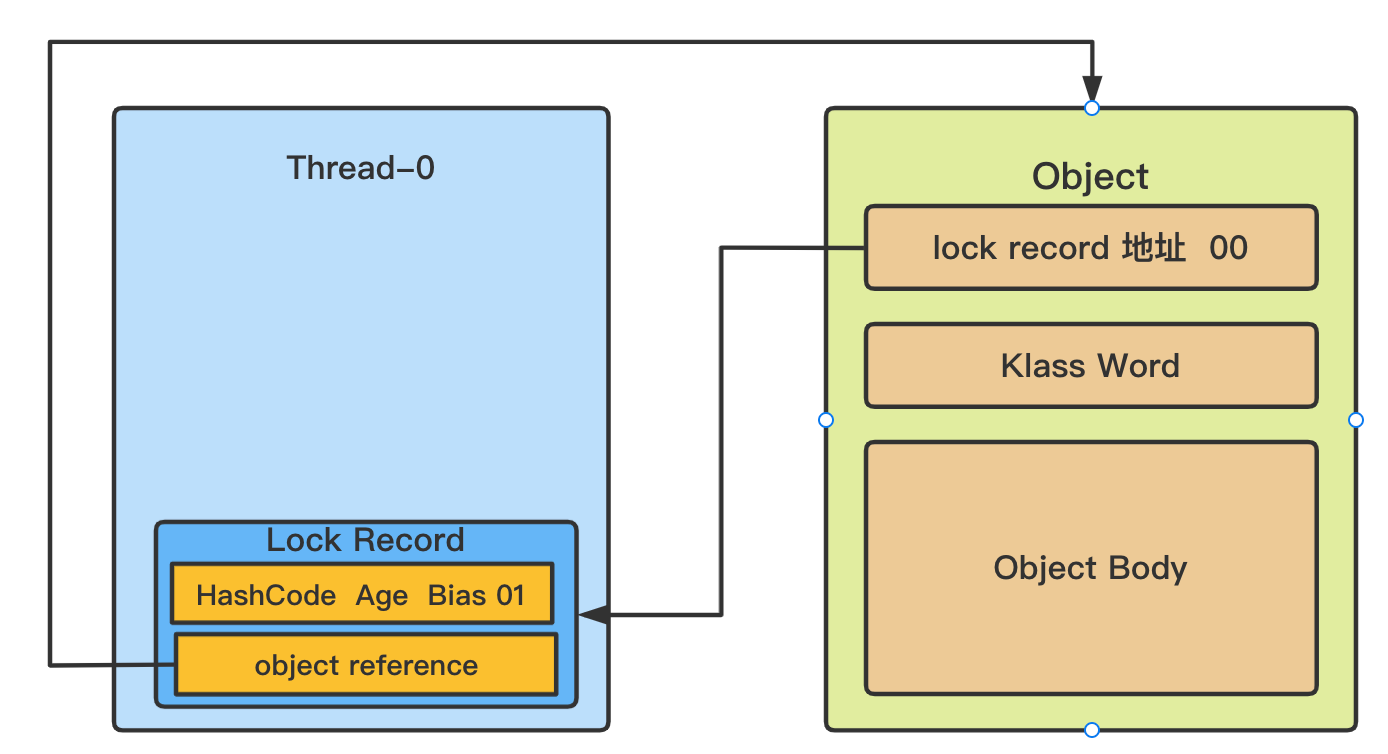 Thread-0
Lock Record
HashCode Age Bias 01
object reference
Object
lock record 地址 00
Klass Word
Object Body